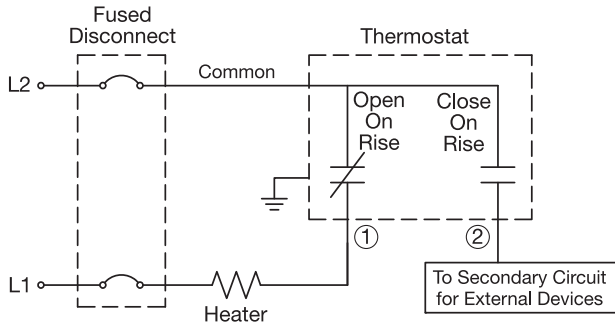 Fused
Disconnect
Thermostat
L2
Common
Open
On
Rise
Close
On
Rise
①
②
L1
Heater
To Secondary Circuit
for External Devices